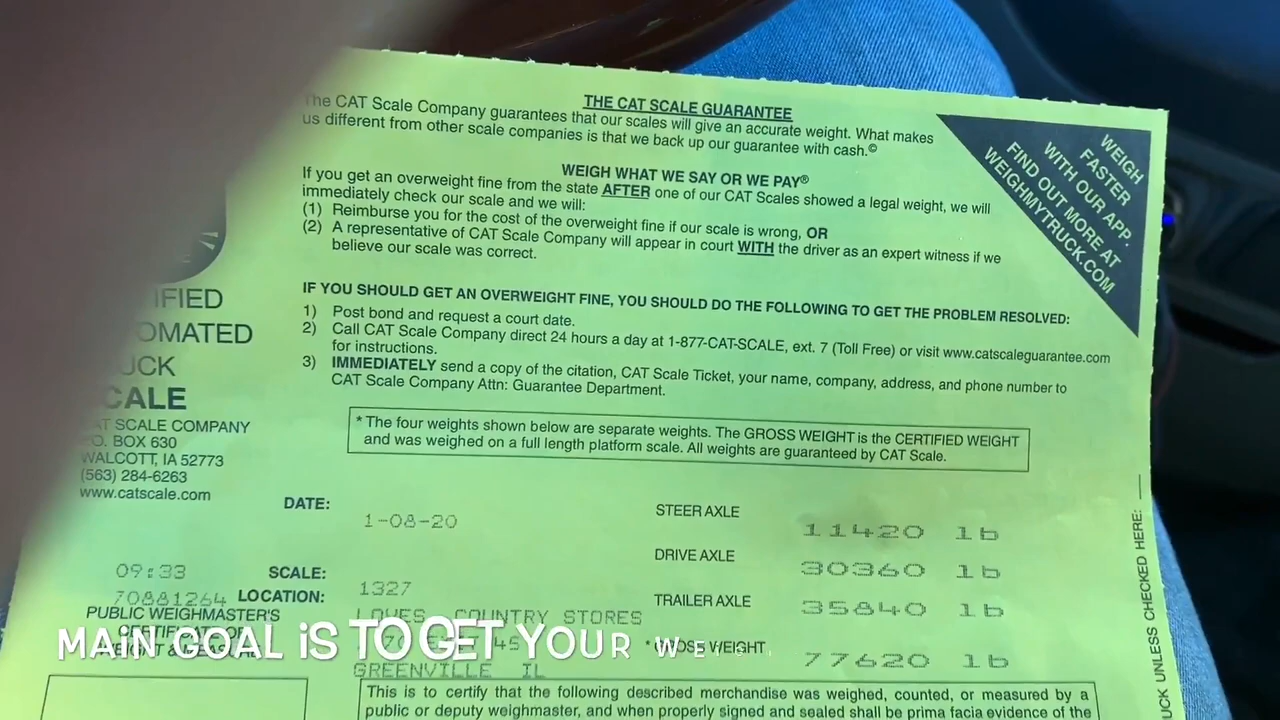 THE CAT SCALE GUARANTEE
The CAT Scale Company guarantees that our scales will give an accurate weight. What makes
us different from other scale companies is that we back up our guarantee with cash.©
WEIGH WHAT WE SAY OR WE PAY®
If you get an overweight fine from the state AFTER one of our CAT Scales showed a legal weight, we will
immediately check our scale and we will:
(1) Reimburse you for the cost of the overweight fine if our scale is wrong, OR
(2) A representative of CAT Scale Company will appear in court WITH the driver as an expert witness if we
believe our scale was correct.
WEIGH
FASTER
WITH OUR APP.
FIND OUT MORE AT
WEIGHMYTRUCK.COM
IF YOU SHOULD GET AN OVERWEIGHT FINE, YOU SHOULD DO THE FOLLOWING TO GET THE PROBLEM RESOLVED:
1) Post bond and request a court date.
2) Call CAT Scale Company direct 24 hours a day at 1-877-CAT-SCALE, ext. 7 (Toll Free) or visit www.catscaleguarantee.com
for instructions.
3) IMMEDIATELY send a copy of the citation, CAT Scale Ticket, your name, company, address, and phone number to
CAT Scale Company Attn: Guarantee Department.
* The four weights shown below are separate weights. The GROSS WEIGHT is the CERTIFIED WEIGHT
and was weighed on a full length platform scale. All weights are guaranteed by CAT Scale.
IFIED
OMATED
UCK
CALE
AT SCALE COMPANY
.O. BOX 630
WALCOTT, IA 52773
(563) 284-6263
www.catscale.com
DATE:
1-08-20
09:33
SCALE:
1327
70881264
LOCATION:
LOVES COUNTRY STORES
GREENVILLE IL
PUBLIC WEIGHMASTER'S
STEER AXLE
11420 lb
DRIVE AXLE
30360 lb
TRAILER AXLE
35840 lb
* GROSS WEIGHT
77620 lb
MAIN GOAL iS TO GET YOUR WE
This is to certify that the following described merchandise was weighed, counted, or measured by a
public or deputy weighmaster, and when properly signed and sealed shall be prima facia evidence of the
UCK UNLESS CHECKED HERE: